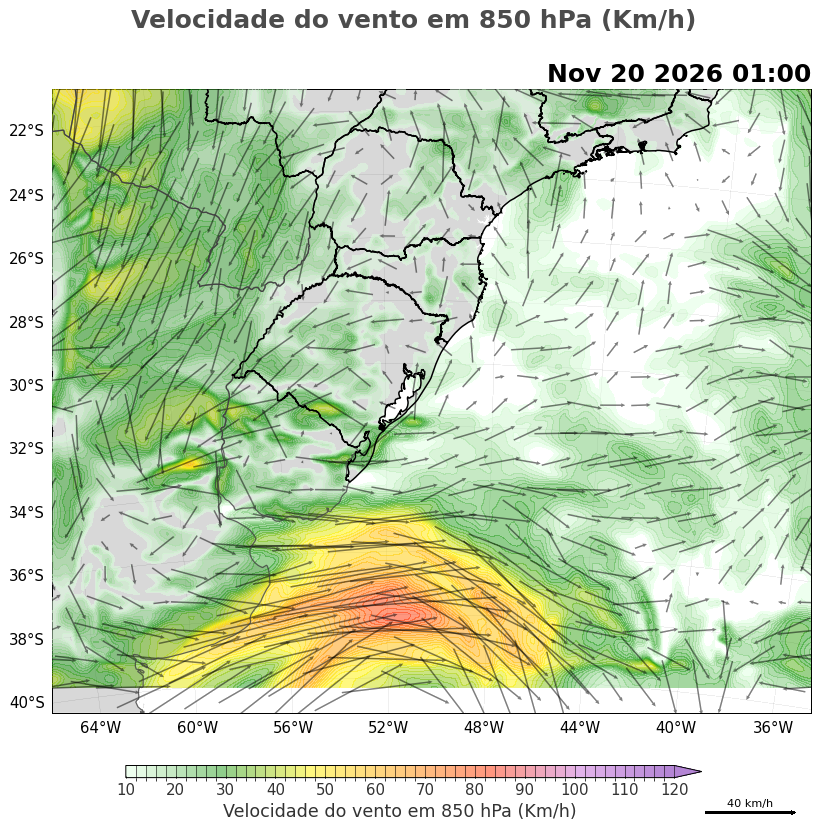 Velocidade do vento em 850 hPa (Km/h)
Nov 20 2026 01:00
22°S
24°S
26°S
28°S
30°S
32°S
34°S
36°S
38°S
40°S
64°W 60°W 56°W 52°W 48°W 44°W 40°W 36°W
10 20 30 40 50 60 70 80 90 100 110 120
Velocidade do vento em 850 hPa (Km/h)
40 km/h